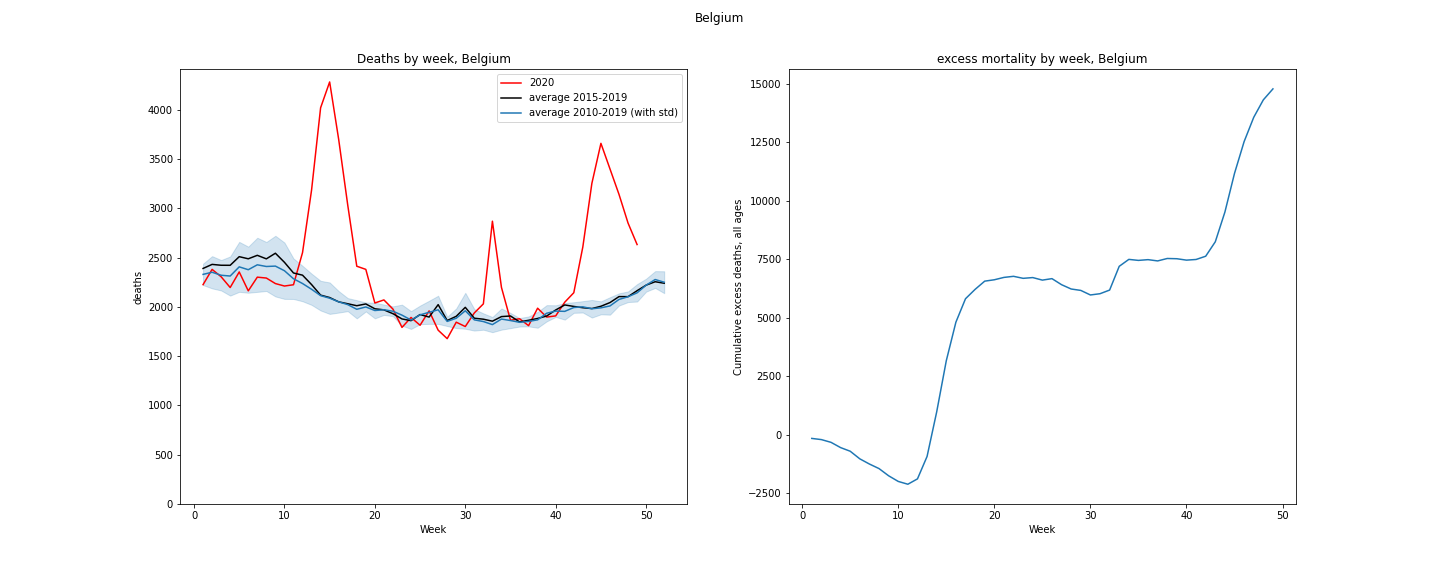 Belgium
Deaths by week, Belgium
2020
average 2015-2019
average 2010-2019 (with std)
4000
3500
3000
2500
2000
1500
1000
500
0
deaths
0 10 20 30 40 50
Week
excess mortality by week, Belgium
15000
12500
10000
7500
5000
2500
0
−2500
Cumulative excess deaths, all ages
0 10 20 30 40 50
Week